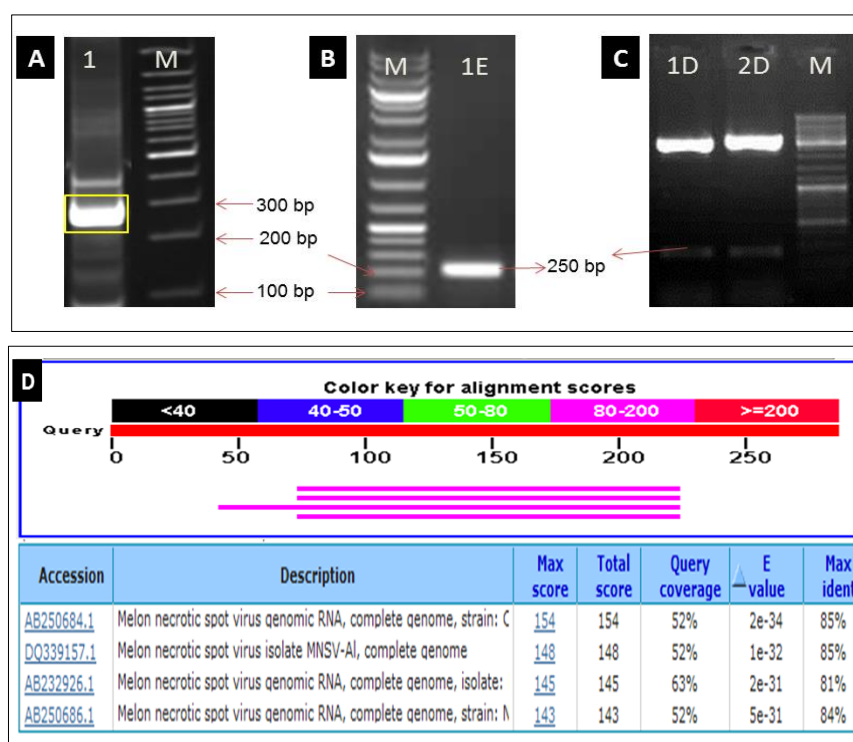 A 1 M
B M 1E
C 1D 2D M
300 bp
200 bp
250 bp
100 bp
D
Color key for alignment scores
<40 40-50 50-80 80-200 >=200
Query
0 50 100 150 200 250
Accession Description Max score Total score Query coverage E value Max ident
AB250684.1 Melon necrotic spot virus genomic RNA, complete genome, strain: C 154 154 52% 2e-34 85%
DQ339157.1 Melon necrotic spot virus isolate MNSV-Al, complete genome 148 148 52% 1e-32 85%
AB232926.1 Melon necrotic spot virus genomic RNA, complete genome, isolate: 145 145 63% 2e-31 81%
AB250686.1 Melon necrotic spot virus genomic RNA, complete genome, strain: N 143 143 52% 5e-31 84%